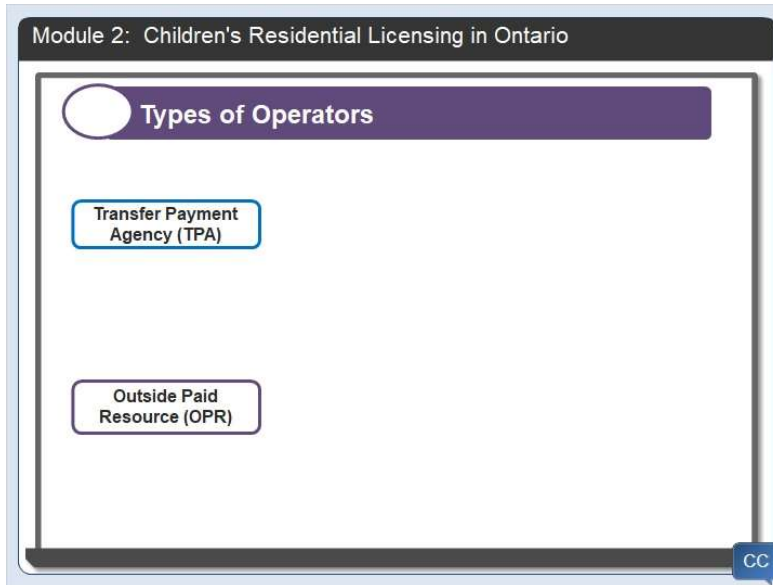 Module 2: Children's Residential Licensing in Ontario
Types of Operators
Transfer Payment
Agency (TPA)
Outside Paid
Resource (OPR)
CC